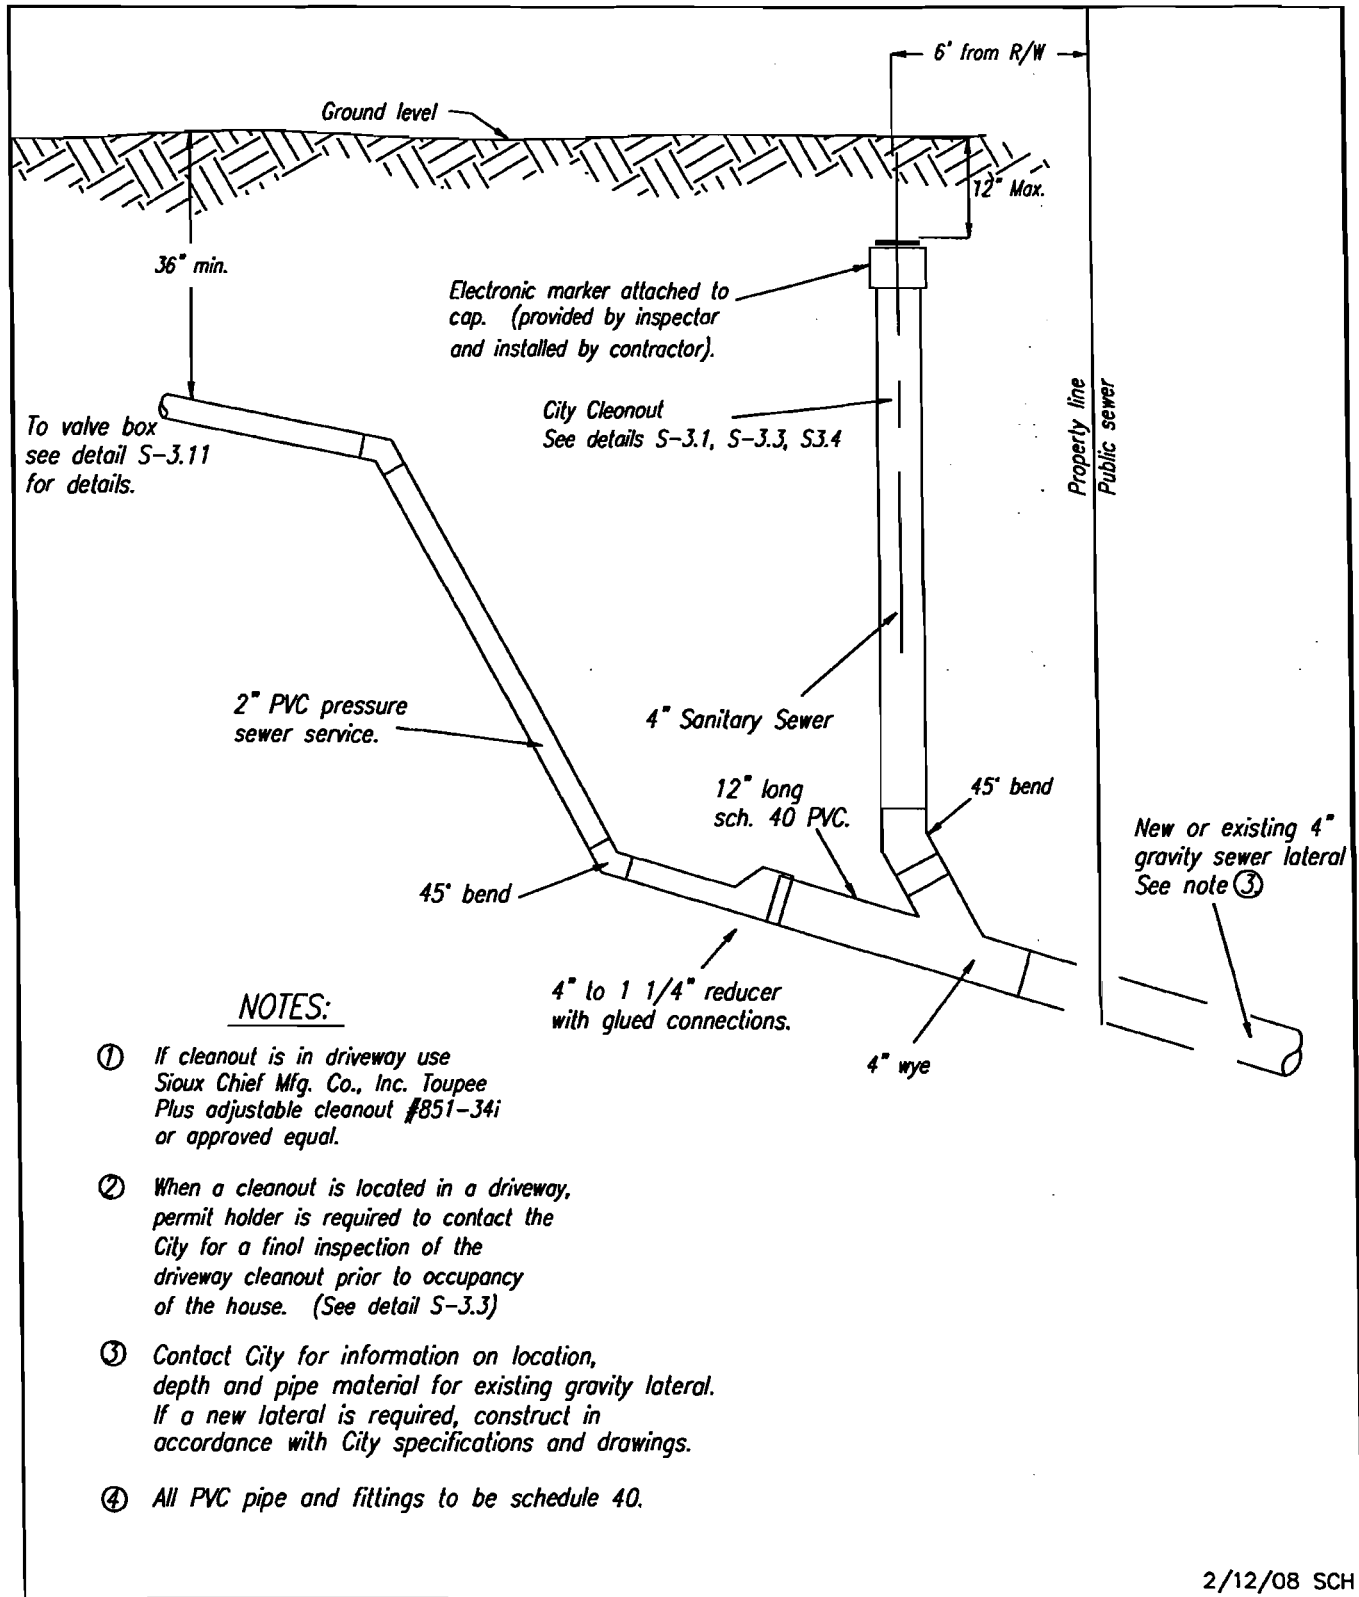 6" from R/W
Ground level
12" Max.
36" min.
Electronic marker attached to
cap. (provided by inspector
and installed by contractor).
City Cleanout
See details S-3.1, S-3.3, S3.4
To valve box
see detail S-3.11
for details.
Property line
Public sewer
2" PVC pressure
sewer service.
4" Sanitary Sewer
12" long
sch. 40 PVC.
45° bend
New or existing 4"
gravity sewer lateral
See note ③
45° bend
4" to 1 1/4" reducer
with glued connections.
4" wye
NOTES:
① If cleanout is in driveway use
Sioux Chief Mfg. Co., Inc. Toupee
Plus adjustable cleanout #851-34i
or approved equal.
② When a cleanout is located in a driveway,
permit holder is required to contact the
City for a final inspection of the
driveway cleanout prior to occupancy
of the house. (See detail S-3.3)
③ Contact City for information on location,
depth and pipe material for existing gravity lateral.
If a new lateral is required, construct in
accordance with City specifications and drawings.
④ All PVC pipe and fittings to be schedule 40.
2/12/08 SCH